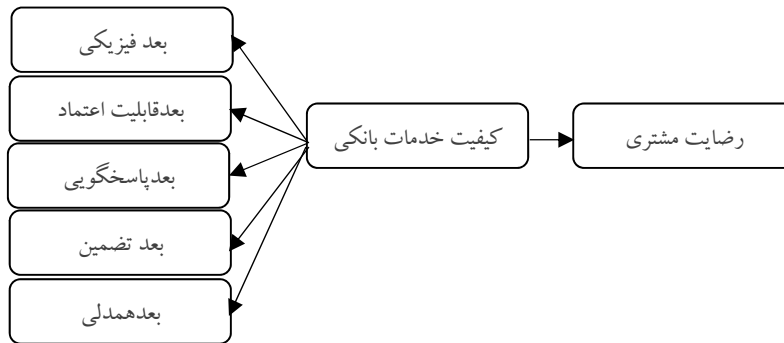 بعد فیزیکی
بعدقابلیت اعتماد
بعدپاسخگویی
بعد تضمین
بعدهمدلی
کیفیت خدمات بانکی
رضایت مشتری